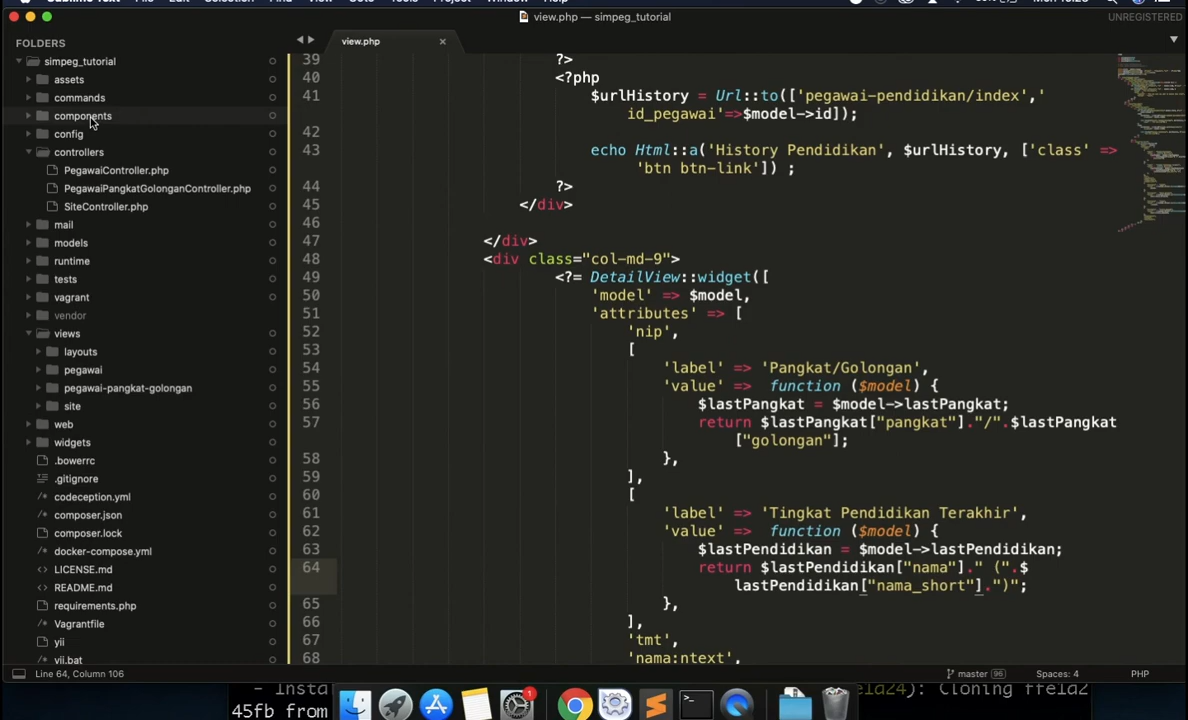 view.php — simpeg_tutorial
UNREGISTERED
FOLDERS
simpeg_tutorial
assets
commands
components
config
controllers
PegawaiController.php
PegawaiPangkatGolonganController.php
SiteController.php
mail
models
runtime
tests
vagrant
vendor
views
layouts
pegawai
pegawai-pangkat-golongan
site
web
widgets
.bowerrc
.gitignore
codeception.yml
composer.json
composer.lock
docker-compose.yml
LICENSE.md
README.md
requirements.php
Vagrantfile
yii
yii.bat
view.php
39 ?>
40 <?php
41 $urlHistory = Url::to(['pegawai-pendidikan/index','
id_pegawai'=>$model->id]);
42
43 echo Html::a('History Pendidikan', $urlHistory, ['class' =>
'btn btn-link']) ;
44 ?>
45 </div>
46
47 </div>
48 <div class="col-md-9">
49 <?= DetailView::widget([
50 'model' => $model,
51 'attributes' => [
52 'nip',
53 [
54 'label' => 'Pangkat/Golongan',
55 'value' => function ($model) {
56 $lastPangkat = $model->lastPangkat;
57 return $lastPangkat["pangkat"]."/".$lastPangkat
["golongan"];
58 },
59 ],
60 [
61 'label' => 'Tingkat Pendidikan Terakhir',
62 'value' => function ($model) {
63 $lastPendidikan = $model->lastPendidikan;
64 return $lastPendidikan["nama"]." (".$
lastPendidikan["nama_short"].")";
65 },
66 ],
67 'tmt',
68 'nama:ntext',
Line 64, Column 106
master 96
Spaces: 4
PHP
- Insta
45fb from
1
Cloning ffe1a2